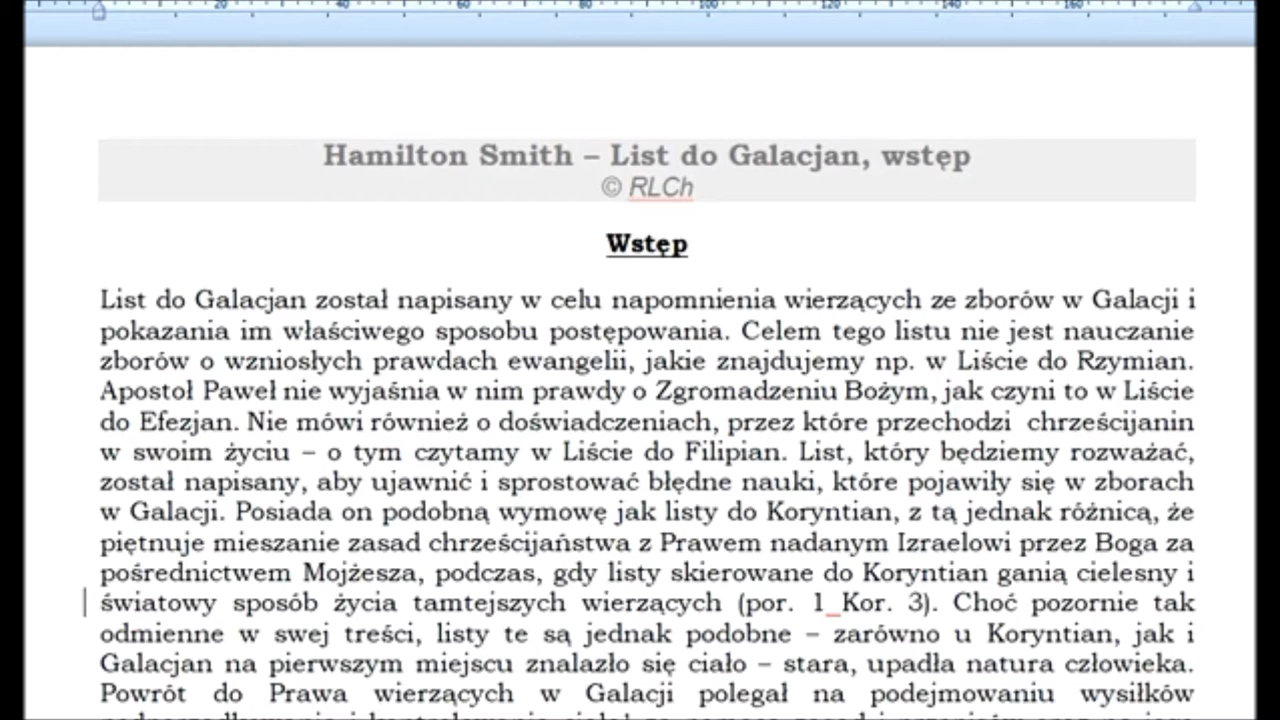 20 40 60 80 100 120 140 160
Hamilton Smith – List do Galacjan, wstęp
© RLCh
Wstęp
List do Galacjan został napisany w celu napomnienia wierzących ze zborów w Galacji i
pokazania im właściwego sposobu postępowania. Celem tego listu nie jest nauczanie
zborów o wzniosłych prawdach ewangelii, jakie znajdujemy np. w Liście do Rzymian.
Apostoł Paweł nie wyjaśnia w nim prawdy o Zgromadzeniu Bożym, jak czyni to w Liście
do Efezjan. Nie mówi również o doświadczeniach, przez które przechodzi chrześcijanin
w swoim życiu – o tym czytamy w Liście do Filipian. List, który będziemy rozważać,
został napisany, aby ujawnić i sprostować błędne nauki, które pojawiły się w zborach
w Galacji. Posiada on podobną wymowę jak listy do Koryntian, z tą jednak różnicą, że
piętnuje mieszanie zasad chrześcijaństwa z Prawem nadanym Izraelowi przez Boga za
pośrednictwem Mojżesza, podczas, gdy listy skierowane do Koryntian ganią cielesny i
światowy sposób życia tamtejszych wierzących (por. 1 Kor. 3). Choć pozornie tak
odmienne w swej treści, listy te są jednak podobne – zarówno u Koryntian, jak i
Galacjan na pierwszym miejscu znalazło się ciało – stara, upadła natura człowieka.
Powrót do Prawa wierzących w Galacji polegał na podejmowaniu wysiłków